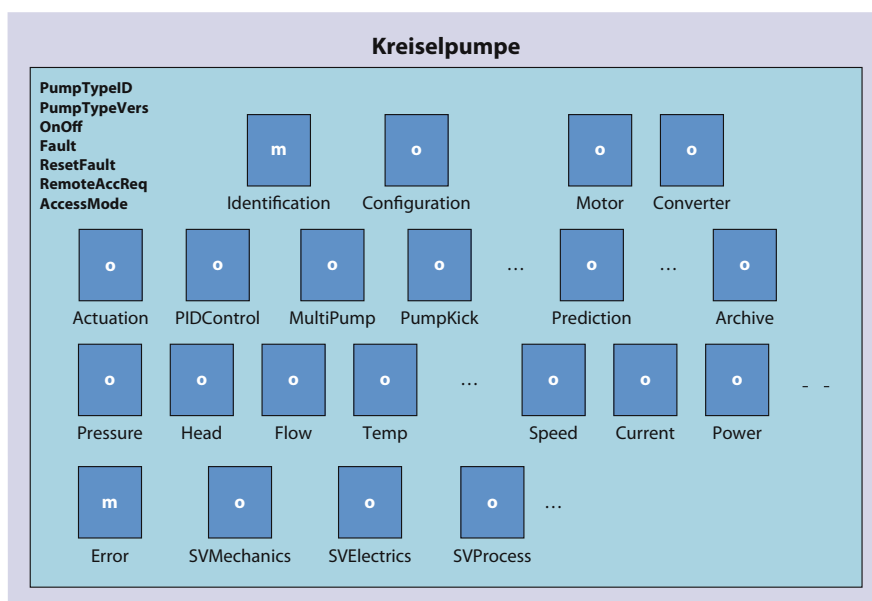 Kreiselpumpe
PumpTypeID
PumpTypeVers
OnOff
Fault
ResetFault
RemoteAccReq
AccessMode
m o o o
Identification Configuration Motor Converter
o o o o ... o ... o
Actuation PIDControl MultiPump PumpKick Prediction Archive
o o o o ... o o o - -
Pressure Head Flow Temp Speed Current Power
m o o o ...
Error SVMechanics SVElectrics SVProcess